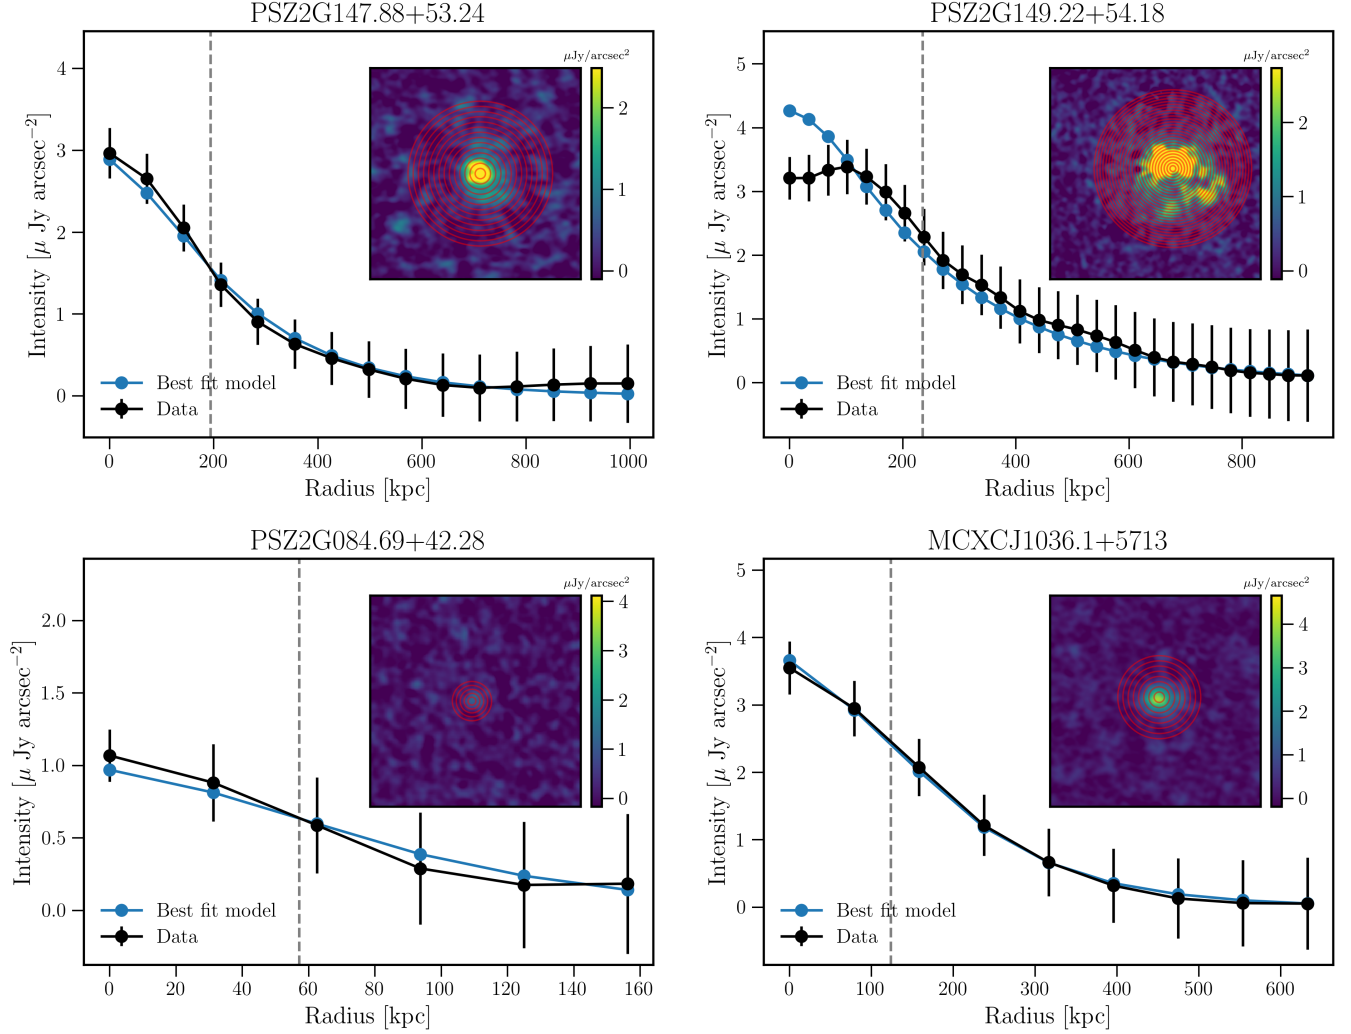 PSZ2G147.88+53.24
μJy/arcsec²
4
3
2
1
0
2
1
0
Intensity [μ Jy arcsec⁻²]
Best fit model
Data
0 200 400 600 800 1000
Radius [kpc]
PSZ2G149.22+54.18
μJy/arcsec²
5
4
3
2
1
0
2
1
0
Intensity [μ Jy arcsec⁻²]
Best fit model
Data
0 200 400 600 800
Radius [kpc]
PSZ2G084.69+42.28
μJy/arcsec²
2.0
1.5
1.0
0.5
0.0
4
3
2
1
0
Intensity [μ Jy arcsec⁻²]
Best fit model
Data
0 20 40 60 80 100 120 140 160
Radius [kpc]
MCXCJ1036.1+5713
μJy/arcsec²
5
4
3
2
1
0
4
3
2
1
0
Intensity [μ Jy arcsec⁻²]
Best fit model
Data
0 100 200 300 400 500 600
Radius [kpc]